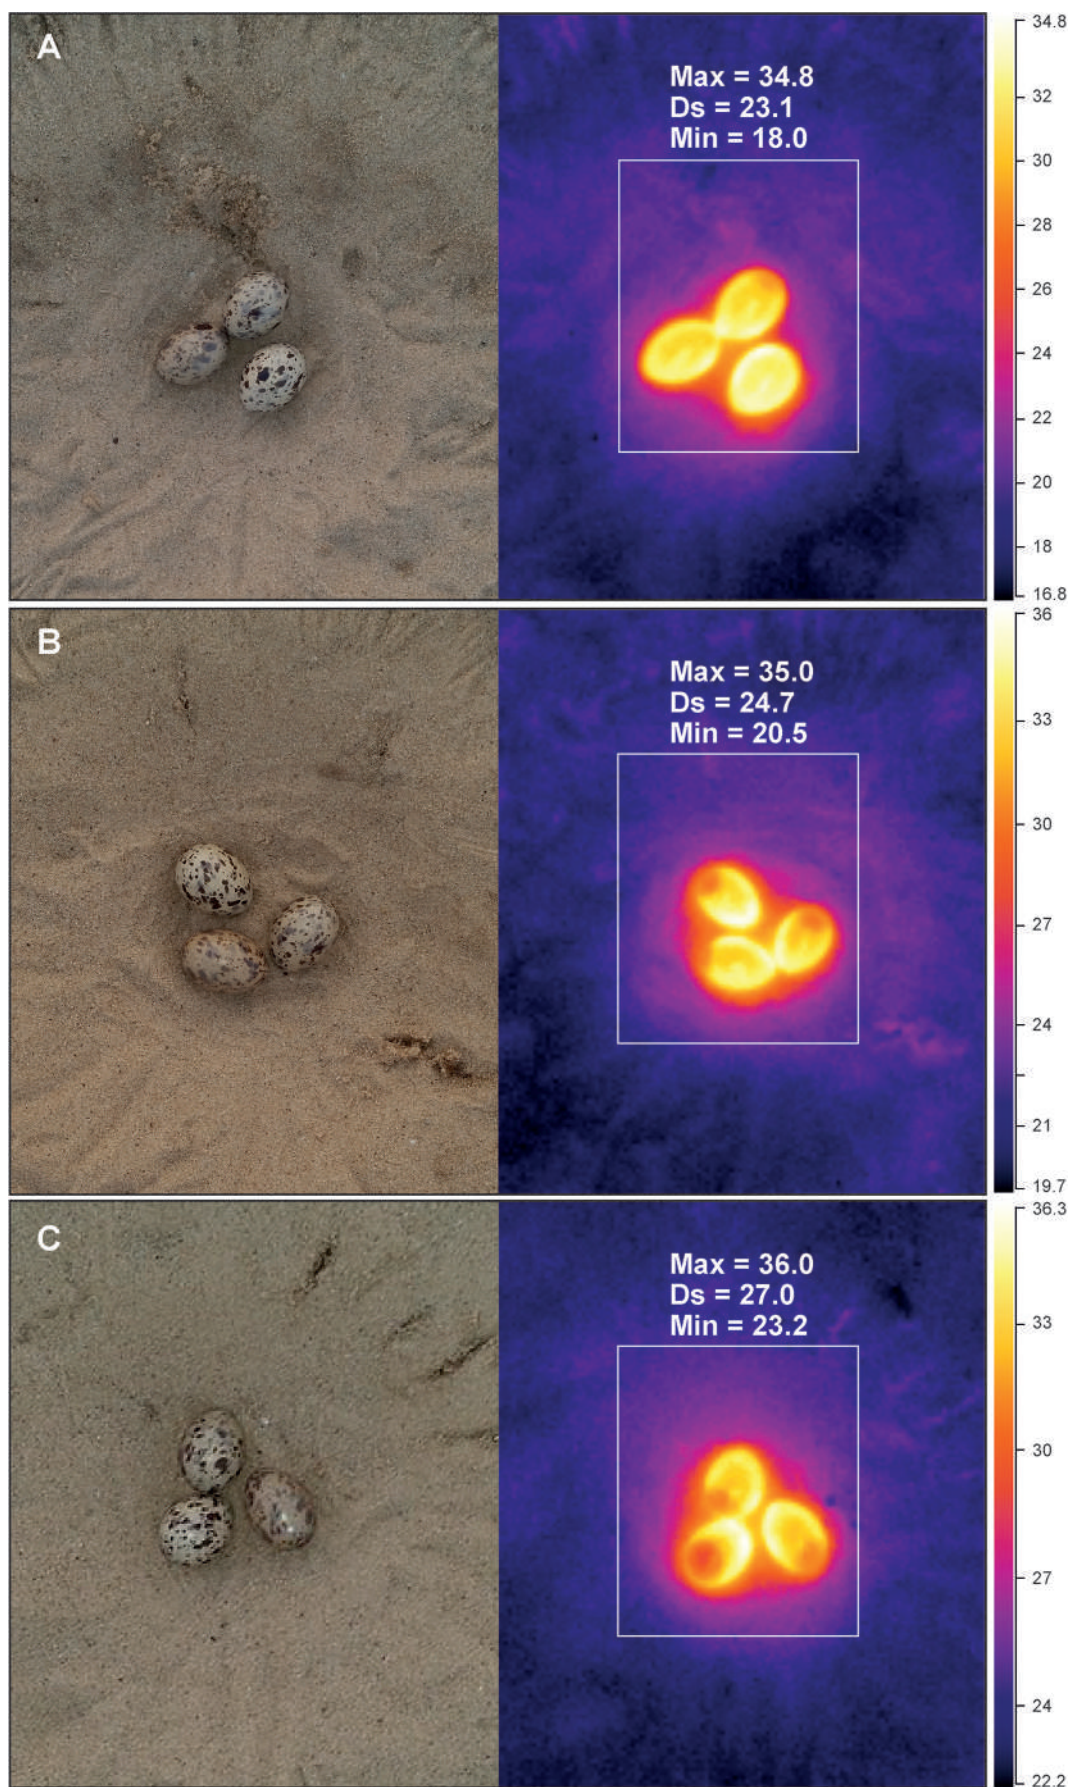 A
Max = 34.8
Ds = 23.1
Min = 18.0
34.8
32
30
28
26
24
22
20
18
16.8
B
Max = 35.0
Ds = 24.7
Min = 20.5
36
33
30
27
24
21
19.7
C
Max = 36.0
Ds = 27.0
Min = 23.2
36.3
33
30
27
24
22.2